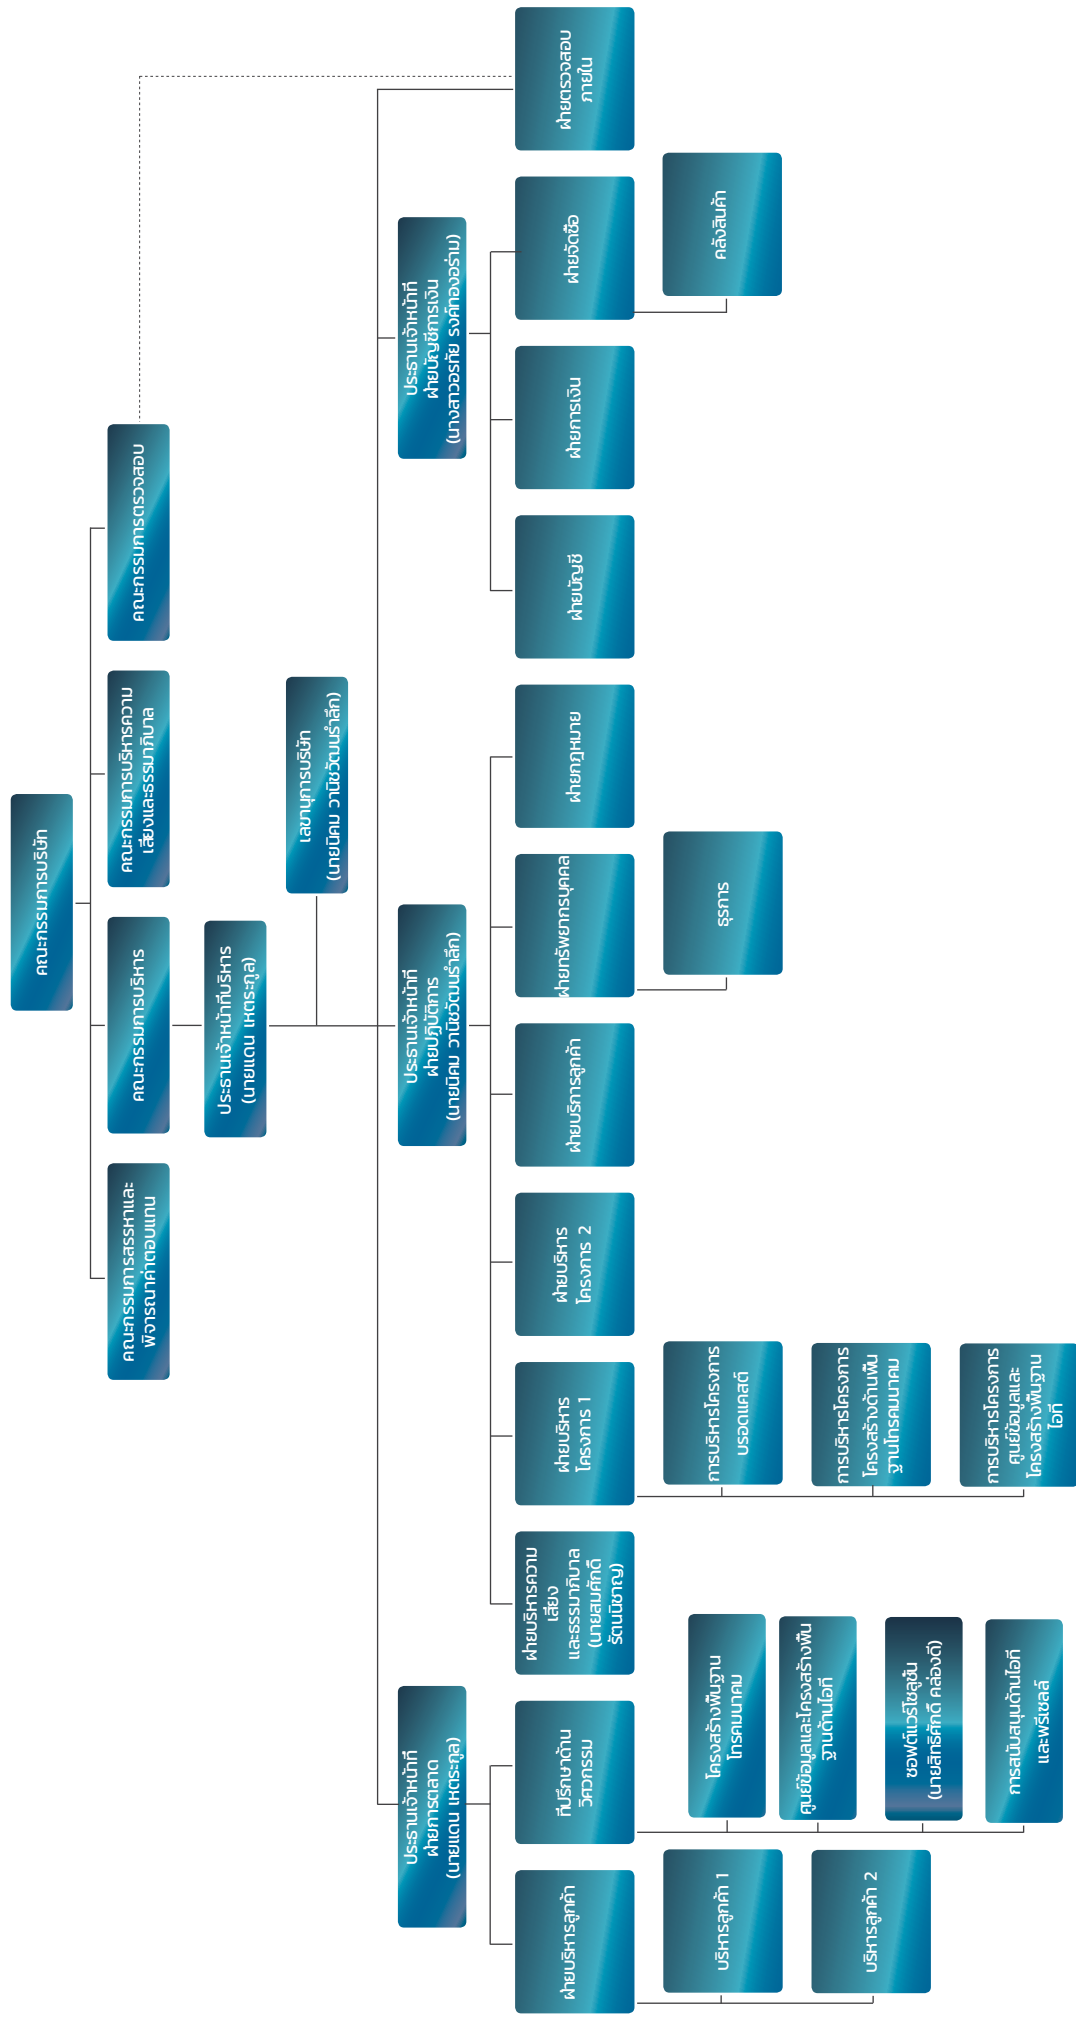 คณะกรรมการบริษัท
คณะกรรมการสรรหาและ
พิจารณาค่าตอบแทน
คณะกรรมการบริหาร
คณะกรรมการบริหารความ
เสี่ยงและธรรมาภิบาล
คณะกรรมการตรวจสอบ
ประธานเจ้าหน้าที่บริหาร
(นายแดน เหตระกูล)
เลขานุการบริษัท
(นายนิคม วานิชวัฒนรำลึก)
ประธานเจ้าหน้าที่
ฝ่ายการตลาด
(นายแดน เหตระกูล)
ประธานเจ้าหน้าที่
ฝ่ายปฏิบัติการ
(นายนิคม วานิชวัฒนรำลึก)
ประธานเจ้าหน้าที่
ฝ่ายบัญชีการเงิน
(นางสาวอรทัย รงค์ทองอร่าม)
ฝ่ายบริหารลูกค้า
ที่ปรึกษาด้าน
วิศวกรรม
ฝ่ายบริหารความ
เสี่ยง
และธรรมาภิบาล
(นายสมศักดิ์
รัตนนิชาญ)
ฝ่ายบริหาร
โครงการ 1
ฝ่ายบริหาร
โครงการ 2
ฝ่ายบริการลูกค้า
ฝ่ายทรัพยากรบุคคล
ฝ่ายกฎหมาย
ฝ่ายบัญชี
ฝ่ายการเงิน
ฝ่ายจัดซื้อ
ฝ่ายตรวจสอบ
ภายใน
บริหารลูกค้า 1
บริหารลูกค้า 2
โครงสร้างพื้นฐาน
โทรคมนาคม
ศูนย์ข้อมูลและโครงสร้างพื้น
ฐานด้านไอที
ซอฟต์แวร์โซลูชั่น
(นายสิทธิศักดิ์ คล่องดี)
การสนับสนุนด้านไอที
และพรีเซลล์
การบริหารโครงการ
บรอดแคสต์
การบริหารโครงการ
โครงสร้างด้านพื้น
ฐานโทรคมนาคม
การบริหารโครงการ
ศูนย์ข้อมูลและ
โครงสร้างพื้นฐาน
ไอที
ธุรการ
คลังสินค้า